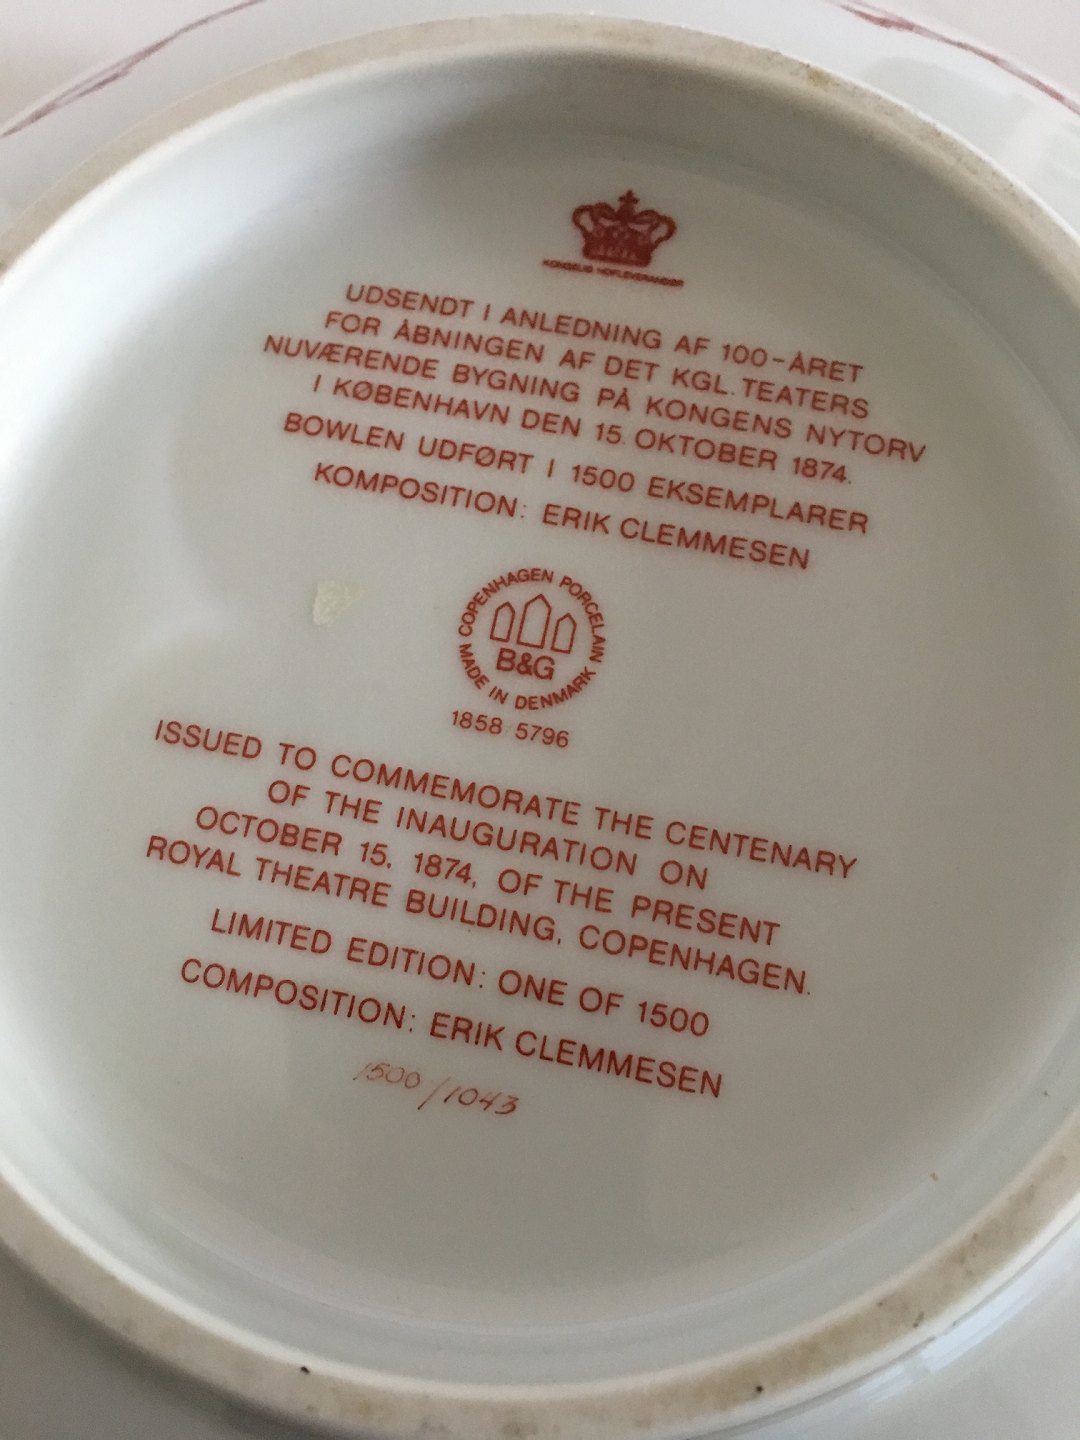 KONGELIG HOFLEVERANDØR
UDSENDT I ANLEDNING AF 100-ÅRET
FOR ÅBNINGEN AF DET KGL. TEATERS
NUVÆRENDE BYGNING PÅ KONGENS NYTORV
I KØBENHAVN DEN 15. OKTOBER 1874.
BOWLEN UDFØRT I 1500 EKSEMPLARER
KOMPOSITION: ERIK CLEMMESEN
COPENHAGEN PORCELAIN
B&G
MADE IN DENMARK
1858 5796
ISSUED TO COMMEMORATE THE CENTENARY
OF THE INAUGURATION ON
OCTOBER 15, 1874, OF THE PRESENT
ROYAL THEATRE BUILDING, COPENHAGEN.
LIMITED EDITION: ONE OF 1500
COMPOSITION: ERIK CLEMMESEN
1500/1043